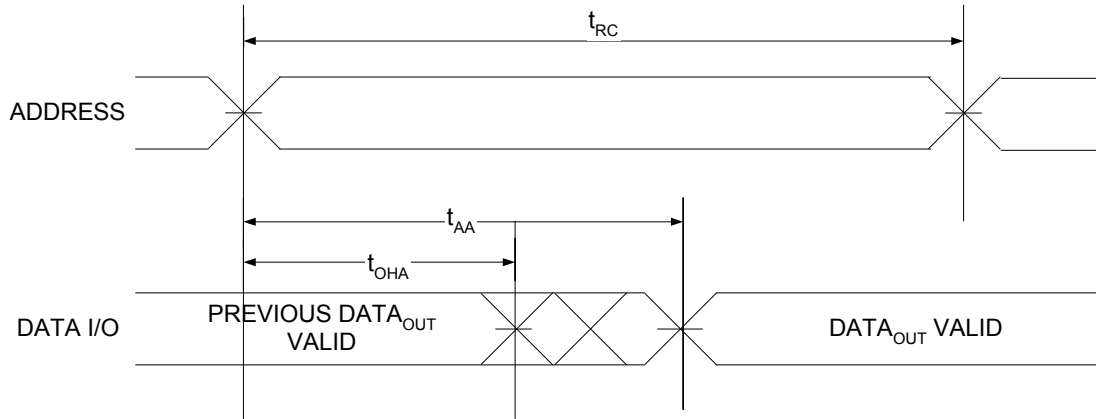 tRC
ADDRESS
tAA
tOHA
DATA I/O
PREVIOUS DATAOUT
VALID
DATAOUT VALID